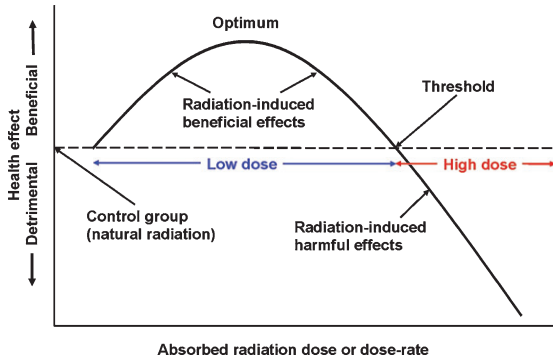 Optimum
Radiation-induced
beneficial effects
Threshold
Low dose
High dose
Control group
(natural radiation)
Radiation-induced
harmful effects
Health effect
Detrimental Beneficial
Absorbed radiation dose or dose-rate